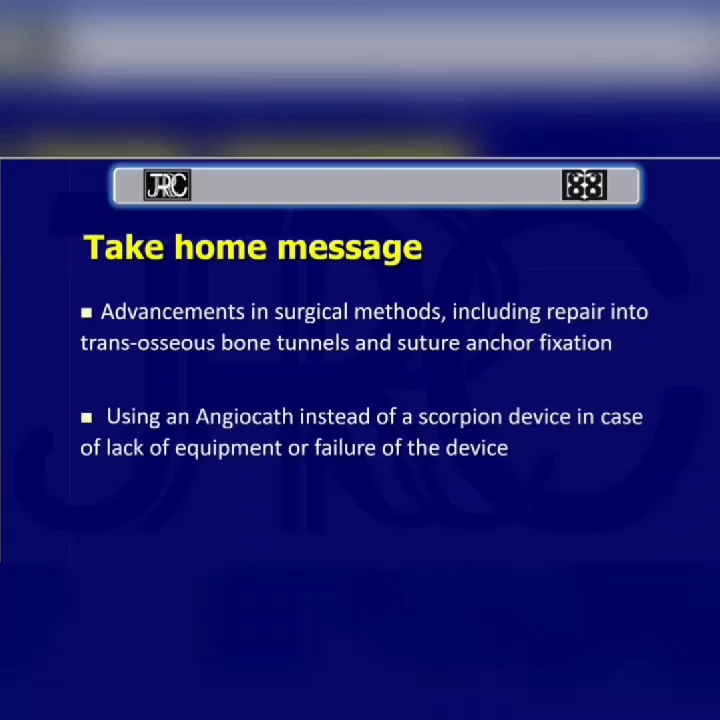 JRC
Take home message
■ Advancements in surgical methods, including repair into
trans-osseous bone tunnels and suture anchor fixation
■ Using an Angiocath instead of a scorpion device in case
of lack of equipment or failure of the device